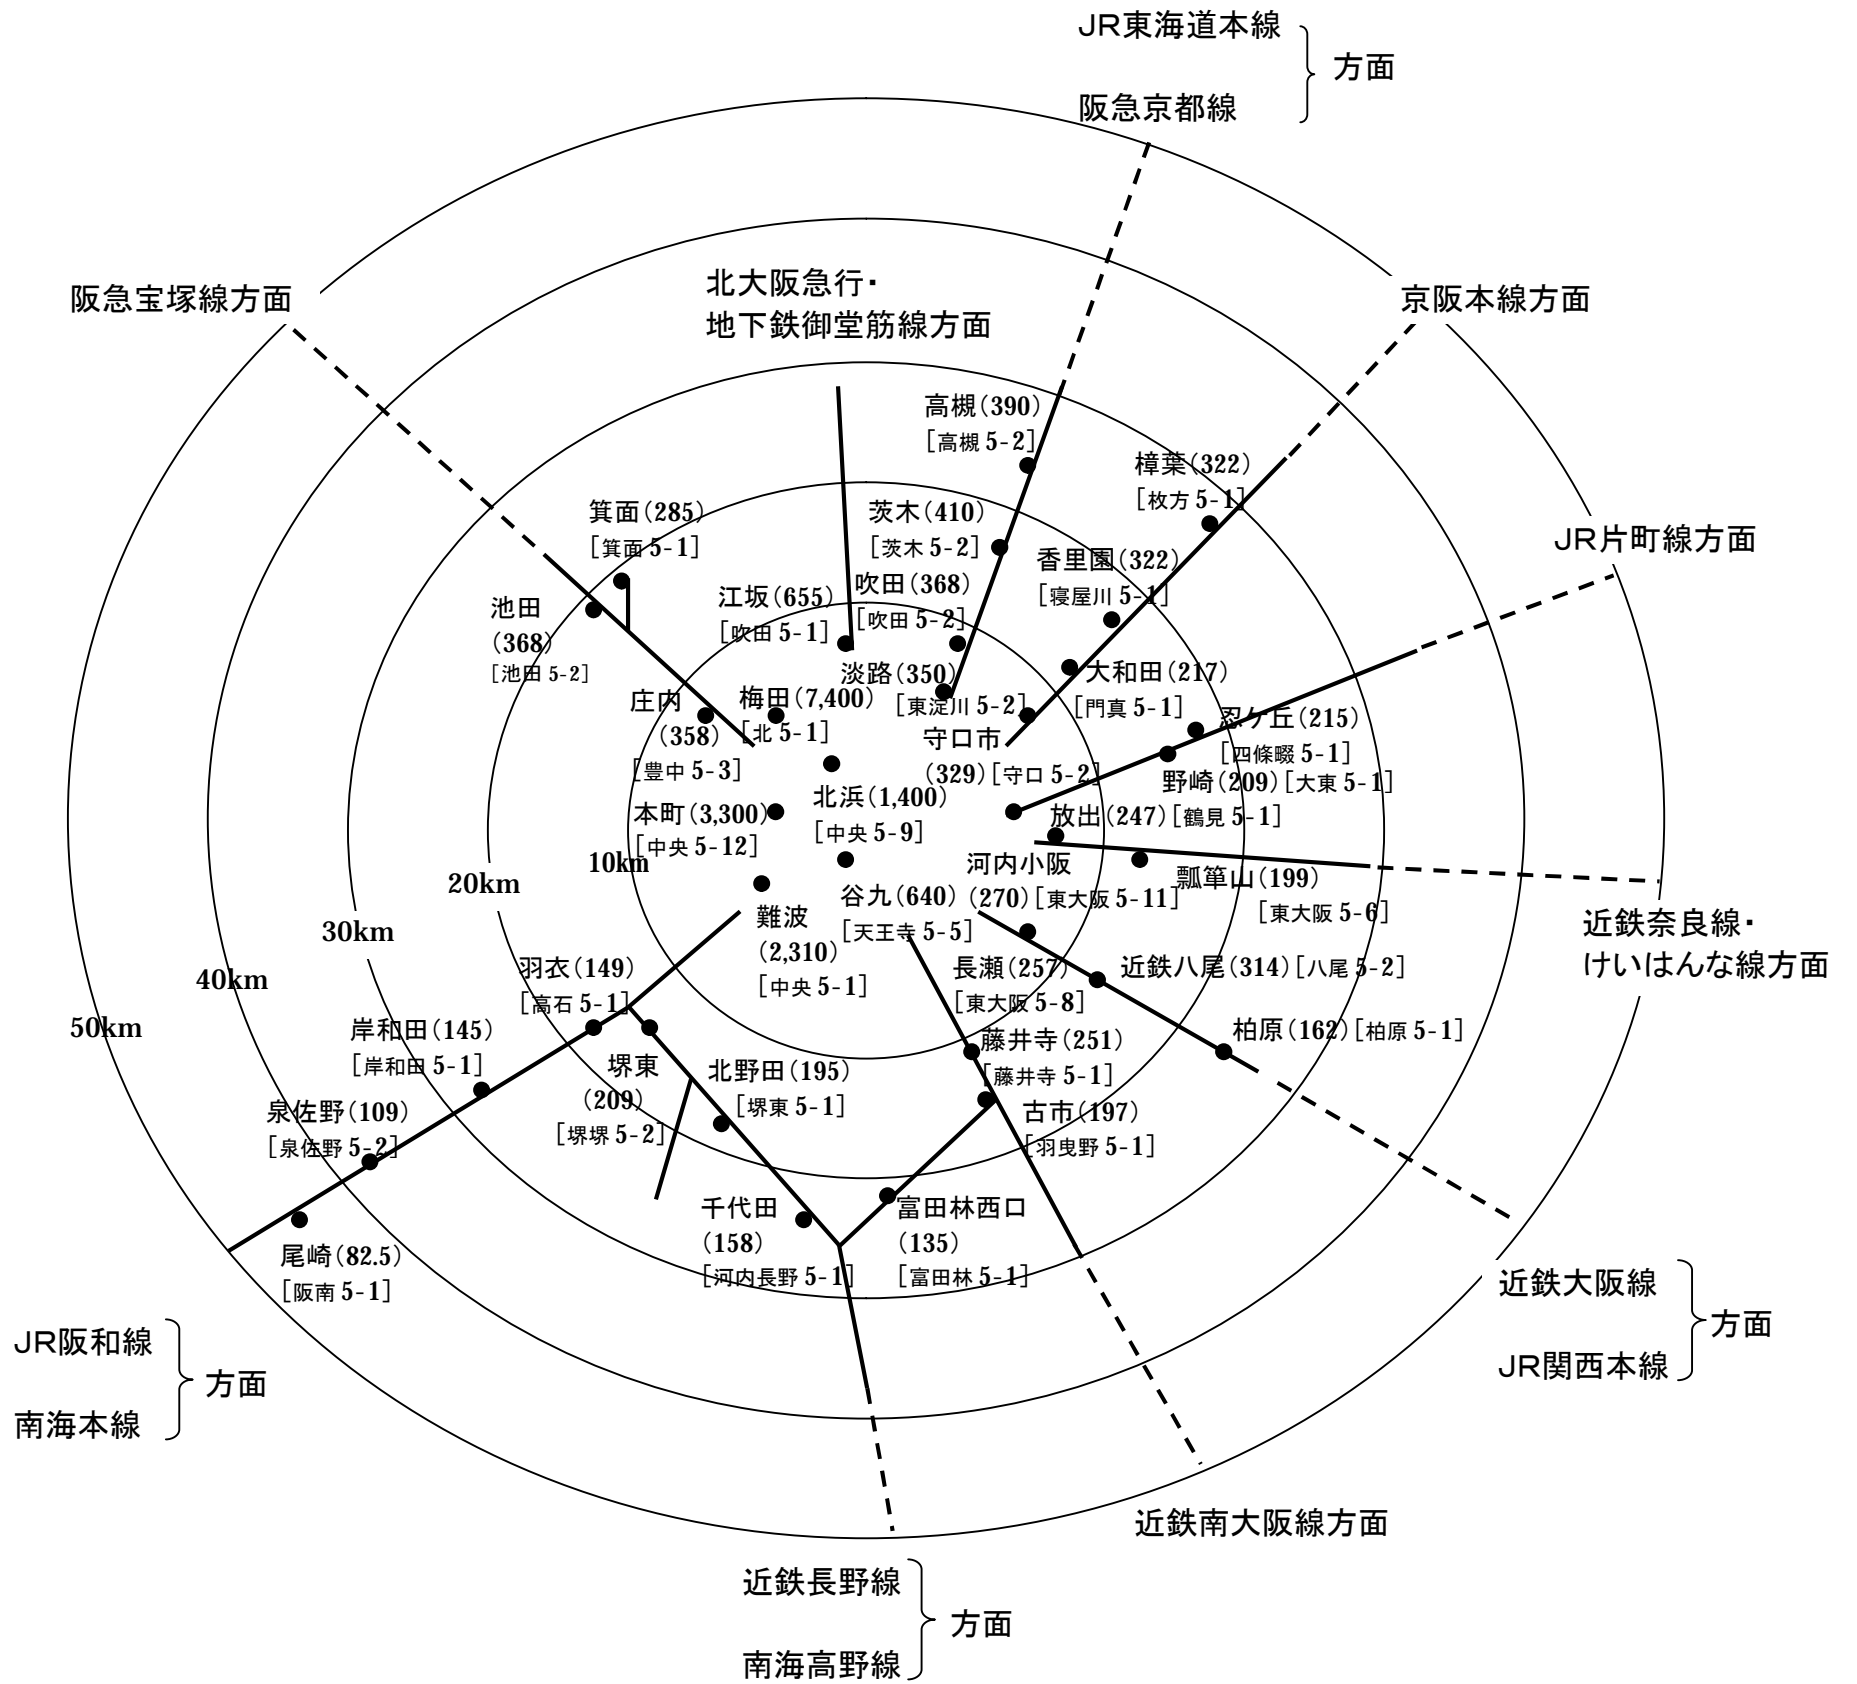 JR東海道本線
方面
阪急京都線
阪急宝塚線方面
北大阪急行・
地下鉄御堂筋線方面
京阪本線方面
高槻(390)
[高槻 5-2]
樟葉(322)
[枚方 5-1]
箕面(285)
[箕面 5-1]
茨木(410)
[茨木 5-2]
JR片町線方面
香里園(322)
[寝屋川 5-1]
池田
(368)
[池田 5-2]
江坂(655)
[吹田 5-1]
吹田(368)
[吹田 5-2]
淡路(350)
[東淀川 5-2]
大和田(217)
[門真 5-1]
庄内
(358)
[豊中 5-3]
梅田(7,400)
[北 5-1]
忍ケ丘(215)
[四條畷 5-1]
守口市
(329)[守口 5-2]
野崎(209)[大東 5-1]
本町(3,300)
[中央 5-12]
北浜(1,400)
[中央 5-9]
放出(247)[鶴見 5-1]
10km
20km
30km
40km
50km
河内小阪
(270)[東大阪 5-11]
瓢箪山(199)
[東大阪 5-6]
谷九(640)
[天王寺 5-5]
難波
(2,310)
[中央 5-1]
近鉄奈良線・
けいはんな線方面
羽衣(149)
[高石 5-1]
長瀬(257)
[東大阪 5-8]
近鉄八尾(314)[八尾 5-2]
岸和田(145)
[岸和田 5-1]
柏原(162)[柏原 5-1]
藤井寺(251)
[藤井寺 5-1]
堺東
(209)
[堺堺 5-2]
北野田(195)
[堺東 5-1]
泉佐野(109)
[泉佐野 5-2]
古市(197)
[羽曳野 5-1]
千代田
(158)
[河内長野 5-1]
富田林西口
(135)
[富田林 5-1]
尾崎(82.5)
[阪南 5-1]
近鉄大阪線
方面
JR関西本線
JR阪和線
方面
南海本線
近鉄南大阪線方面
近鉄長野線
方面
南海高野線